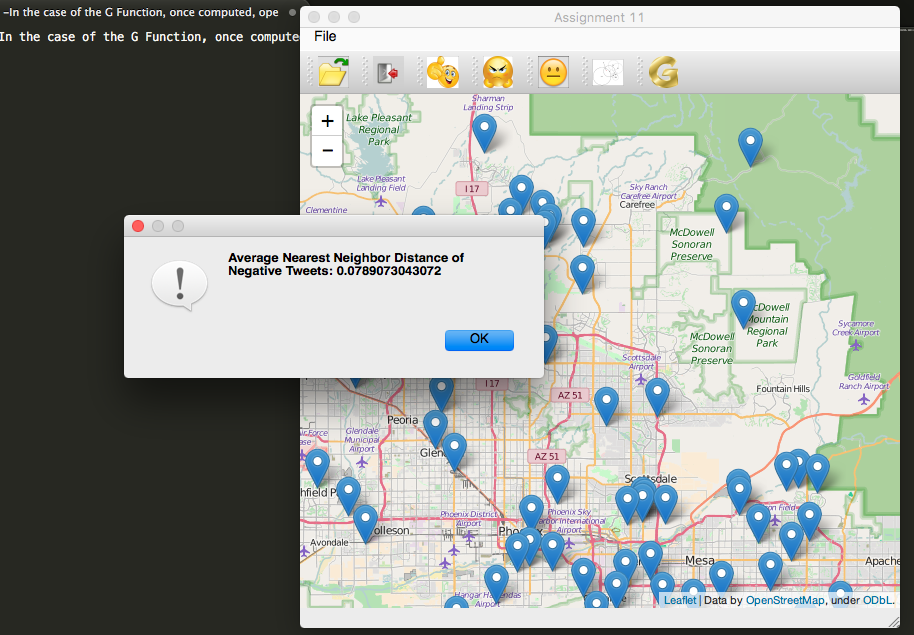 -In the case of the G Function, once computed, ope
In the case of the G Function, once compute
Assignment 11
File
+
−
Sharman
Landing Strip
Lake Pleasant
Regional
Park
Lake Pleasant
Landing Field
I 17
Clementine
Sky Ranch
Carefree Airport
Carefree
McDowell
Sonoran
Preserve
Average Nearest Neighbor Distance of
Negative Tweets: 0.0789073043072
OK
McDowell
Mountain
Regional
Park
McDowell
Sonoran
Preserve
Sycamore
Creek Airport
Scottsdale
Airport
Goldfield
Ranch Airport
Fountain Hills
I 17
AZ 51
Peoria
Glendale
Municipal
Airport
Air Force
AZ 51
Scottsdale
Phoenix District
Airport
Phoenix Sky
Harbor International
Airport
Tolleson
Avondale
Mesa
Apache
Airport
Leaflet | Data by OpenStreetMap, under ODbL.